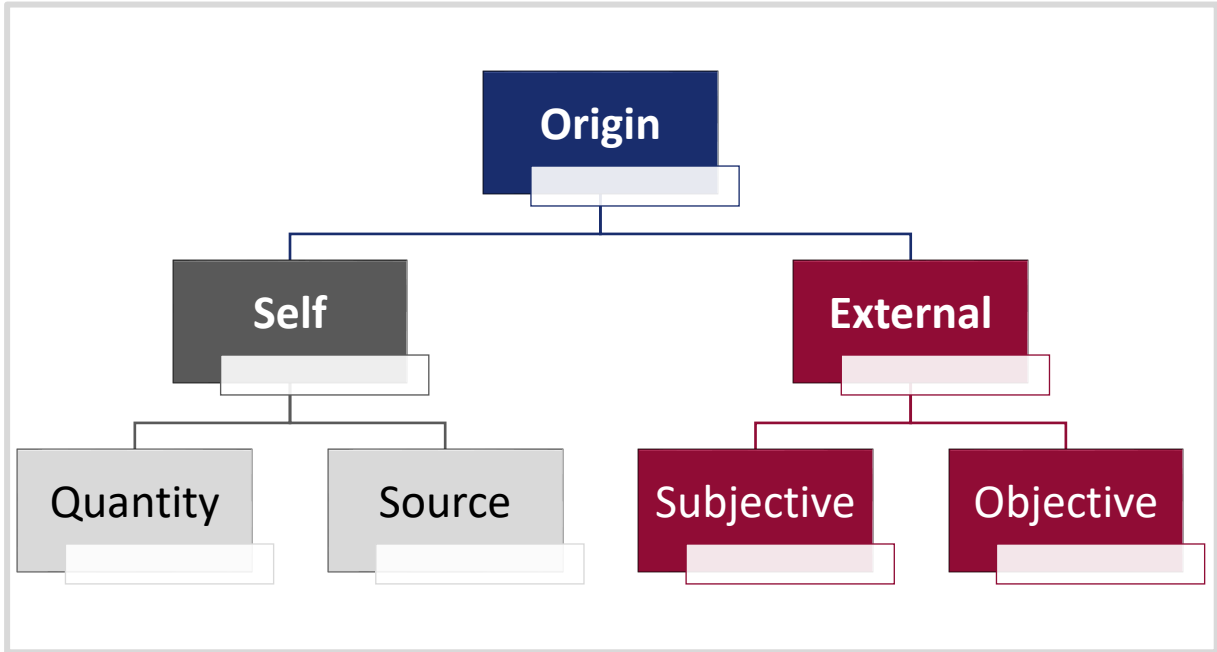 Origin
Self
External
Quantity
Source
Subjective
Objective